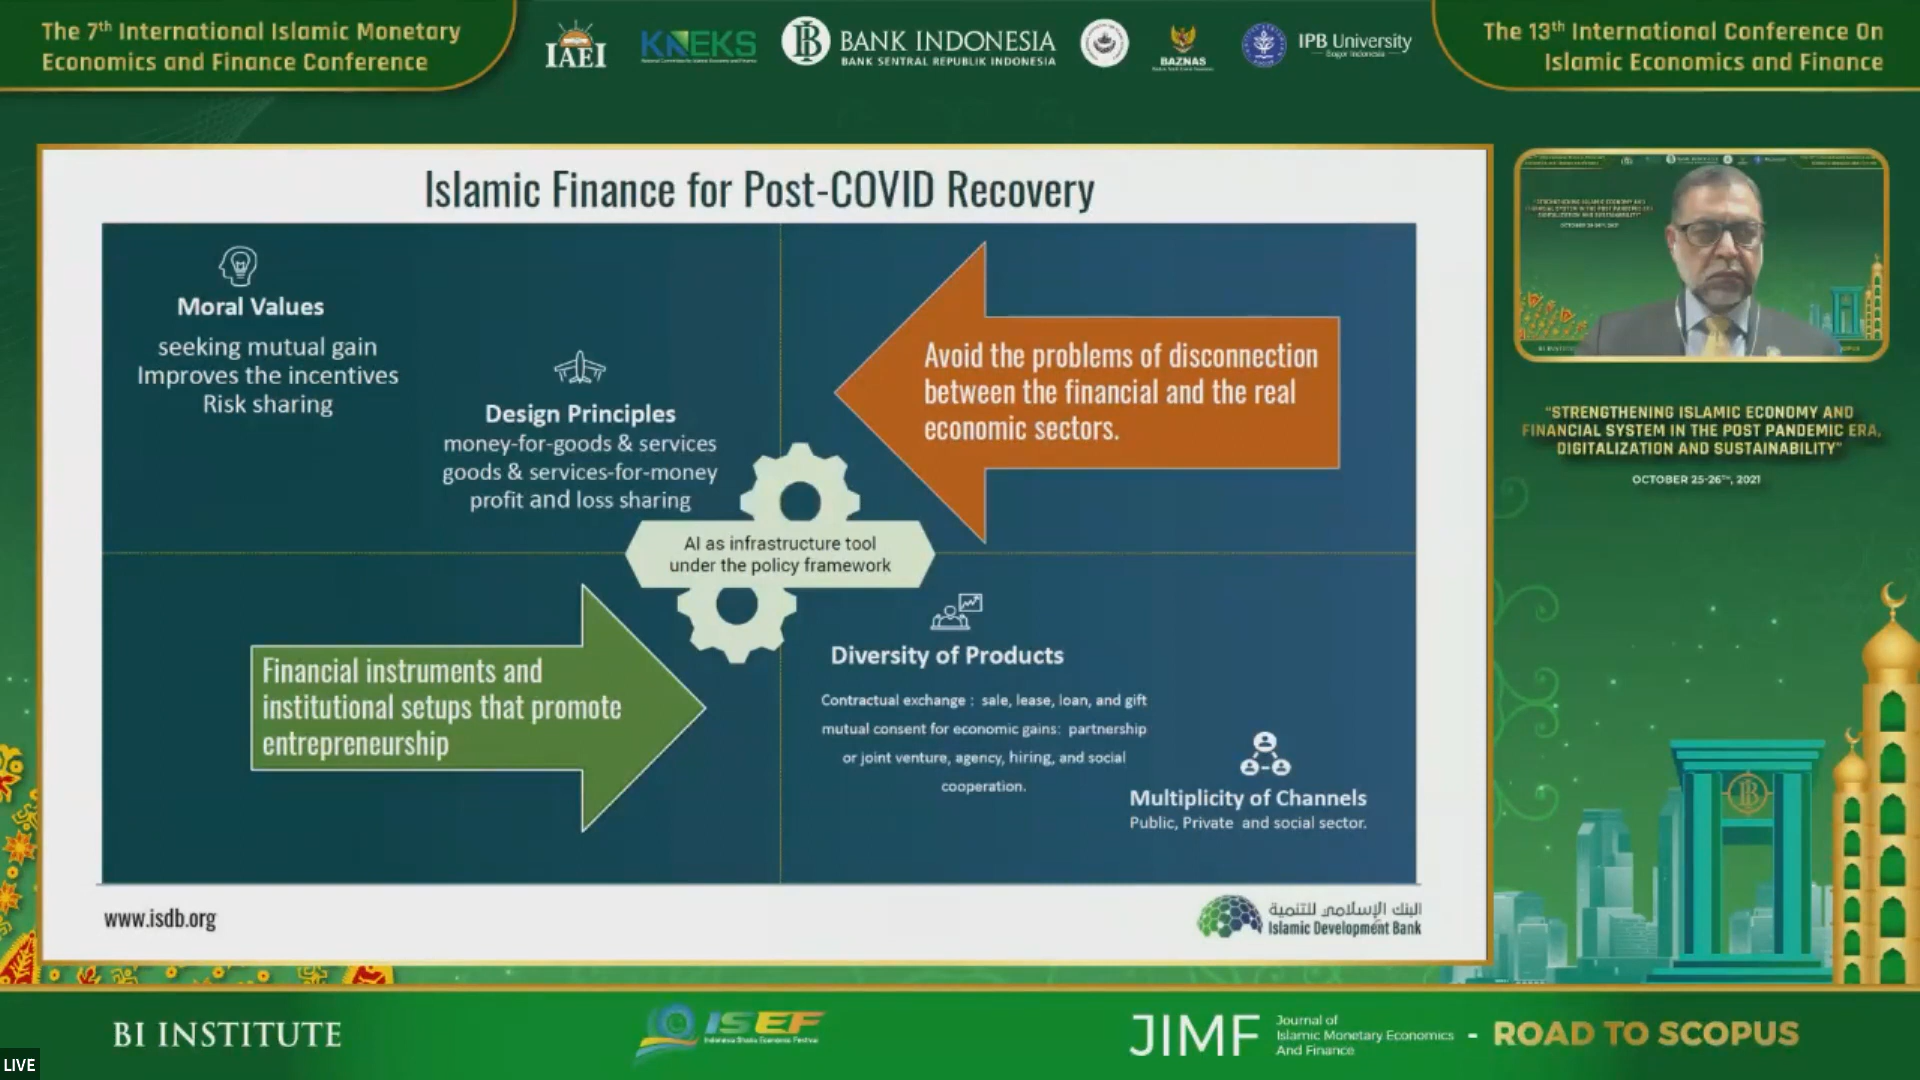 The 7th International Islamic Monetary
Economics and Finance Conference
IAEI
KNEKS
BANK INDONESIA
BANK SENTRAL REPUBLIK INDONESIA
BAZNAS
IPB University
Bogor Indonesia
The 13th International Conference On
Islamic Economics and Finance
Islamic Finance for Post-COVID Recovery
Moral Values
seeking mutual gain
Improves the incentives
Risk sharing
Design Principles
money-for-goods & services
goods & services-for-money
profit and loss sharing
Avoid the problems of disconnection
between the financial and the real
economic sectors.
AI as infrastructure tool
under the policy framework
Financial instruments and
institutional setups that promote
entrepreneurship
Diversity of Products
Contractual exchange : sale, lease, loan, and gift
mutual consent for economic gains: partnership
or joint venture, agency, hiring, and social
cooperation.
Multiplicity of Channels
Public, Private and social sector.
www.isdb.org
البنك الإسلامي للتنمية
Islamic Development Bank
"STRENGTHENING ISLAMIC ECONOMY AND
FINANCIAL SYSTEM IN THE POST PANDEMIC ERA,
DIGITALIZATION AND SUSTAINABILITY"
OCTOBER 25-26TH, 2021
BI INSTITUTE
ISEF
Indonesia Sharia Economic Festival
JIMF
Journal of
Islamic Monetary Economics
And Finance
- ROAD TO SCOPUS
LIVE